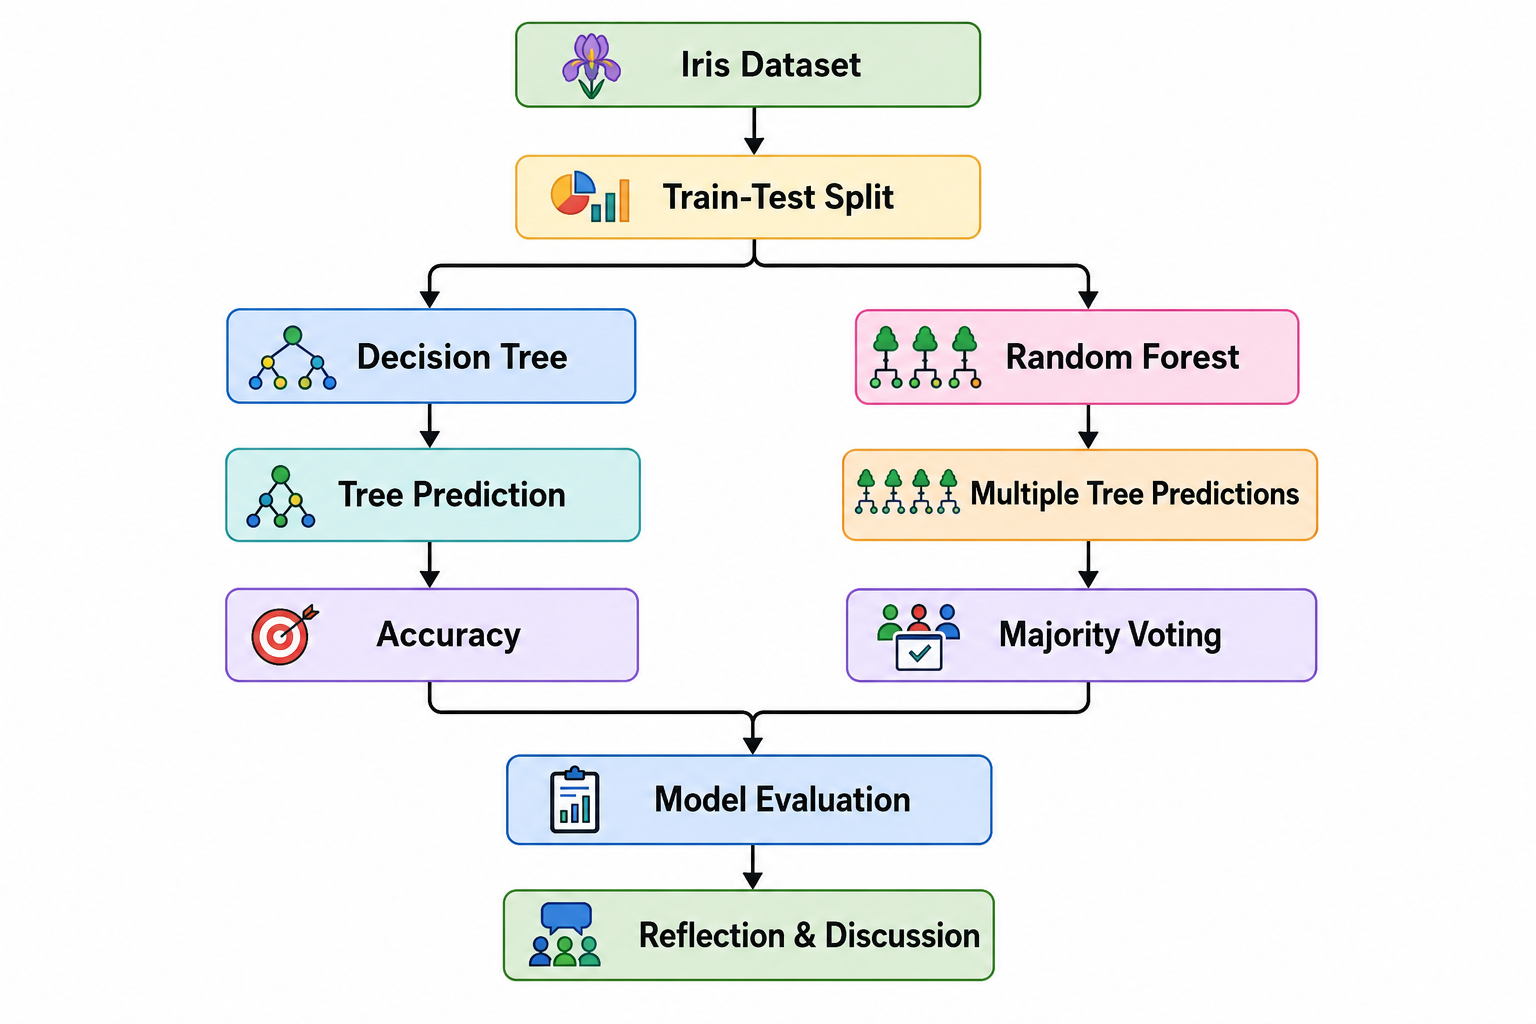 Iris Dataset
Train-Test Split
Decision Tree
Random Forest
Tree Prediction
Multiple Tree Predictions
Accuracy
Majority Voting
Model Evaluation
Reflection & Discussion